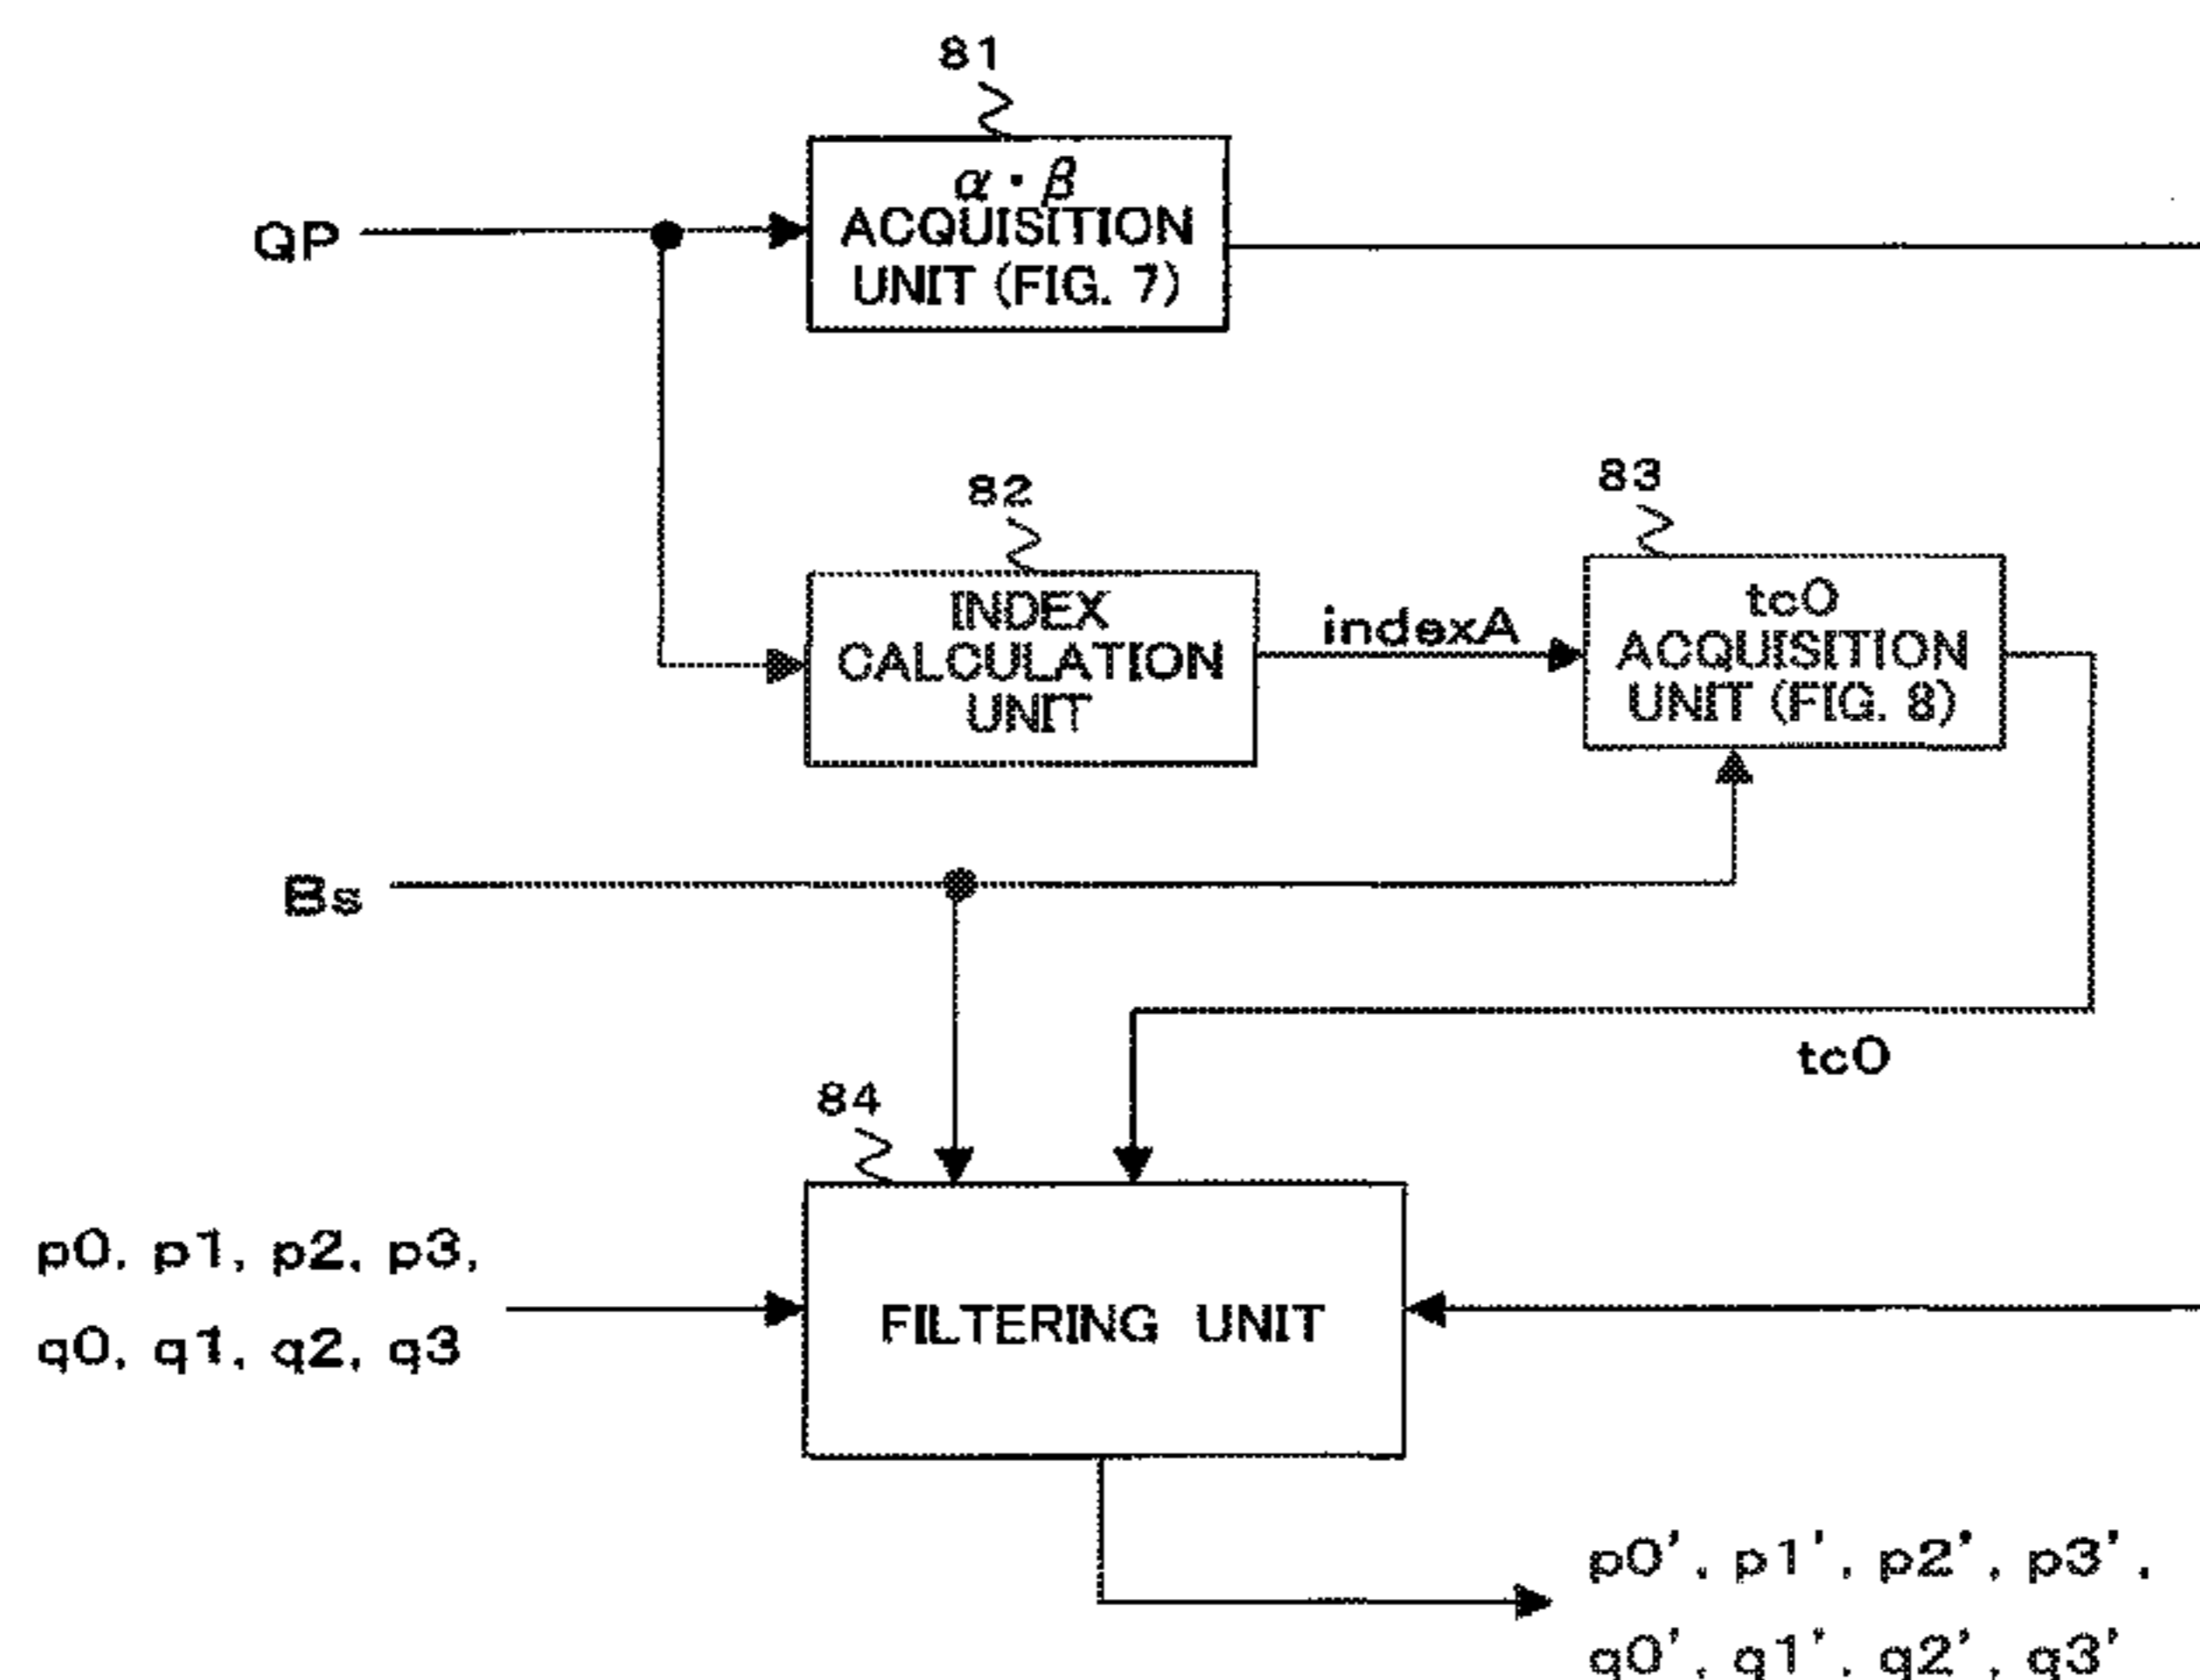 81
α・β
ACQUISITION
UNIT (FIG. 7)
QP
82
INDEX
CALCULATION
UNIT
indexA
83
tc0
ACQUISITION
UNIT (FIG. 8)
Bs
tc0
84
p0, p1, p2, p3,
q0, q1, q2, q3
FILTERING UNIT
p0', p1', p2', p3',
q0', q1', q2', q3'